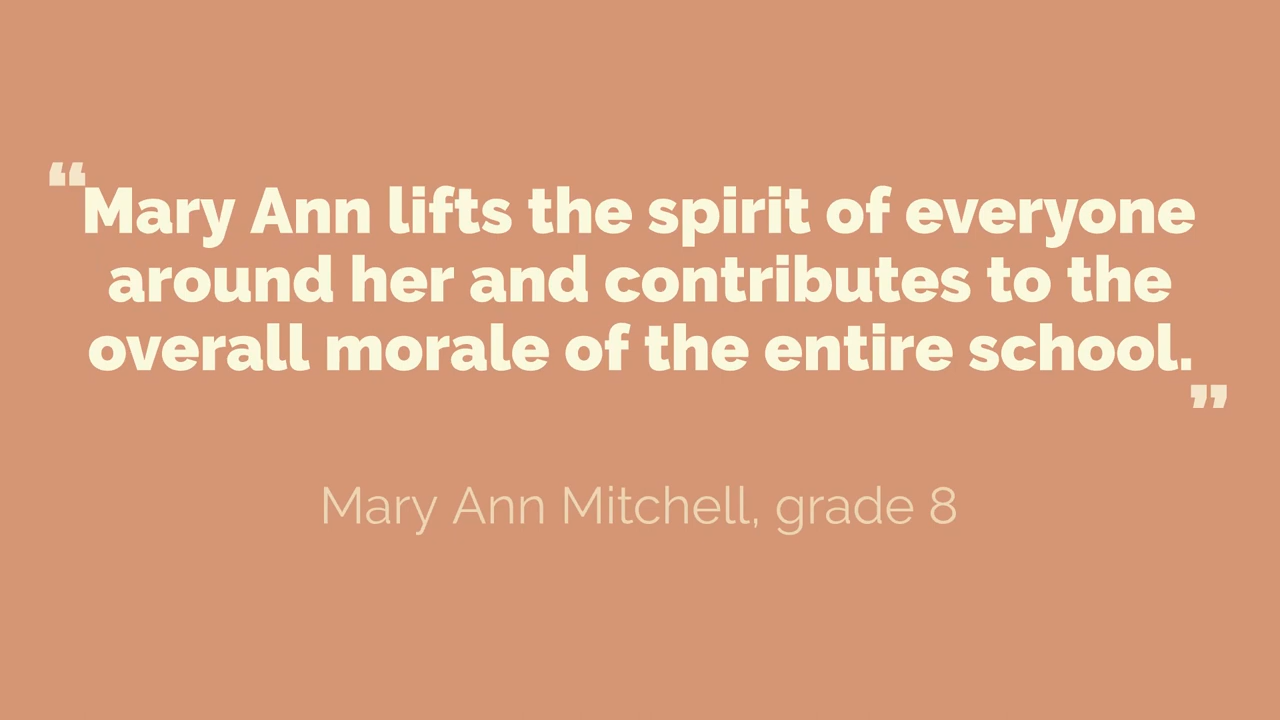 “Mary Ann lifts the spirit of everyone
around her and contributes to the
overall morale of the entire school.”
Mary Ann Mitchell, grade 8